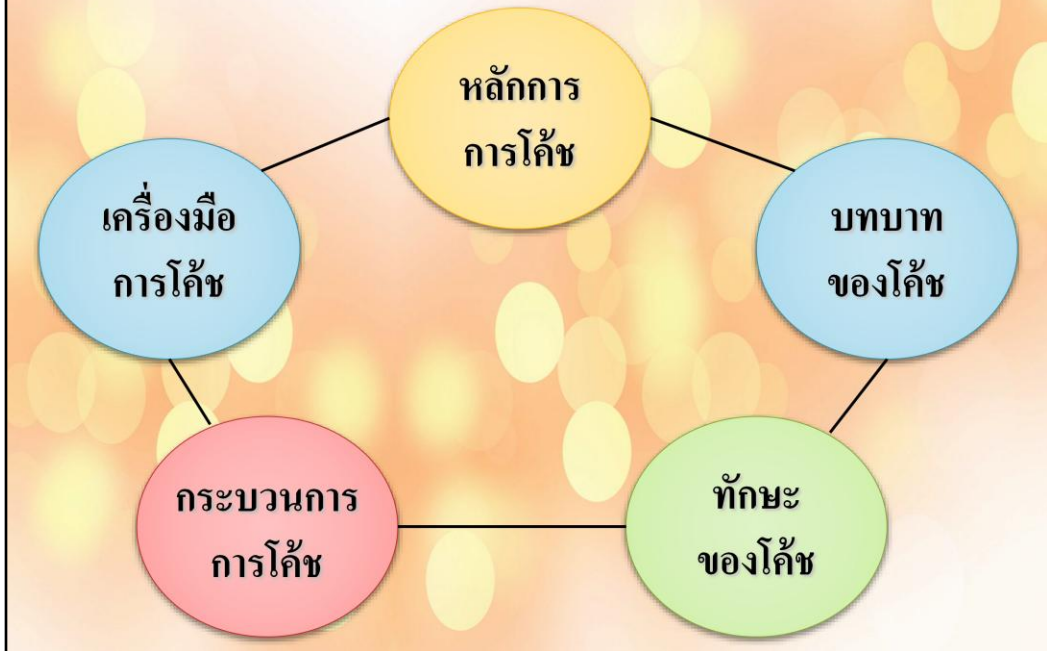 หลักการ
การโค้ช
เครื่องมือ
การโค้ช
บทบาท
ของโค้ช
กระบวนการ
การโค้ช
ทักษะ
ของโค้ช